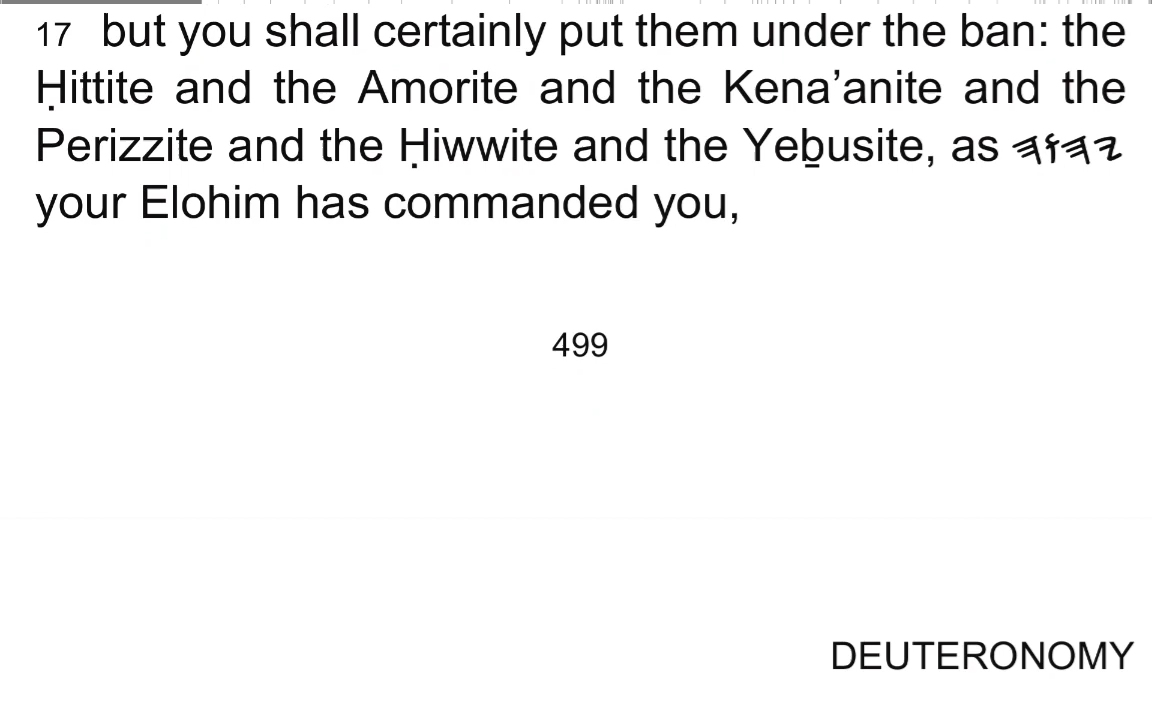 17 but you shall certainly put them under the ban: the
Ḥittite and the Amorite and the Kena’anite and the
Perizzite and the Ḥiwwite and the Yeḇusite, as 𐤉𐤄𐤅𐤄
your Elohim has commanded you,
499
DEUTERONOMY